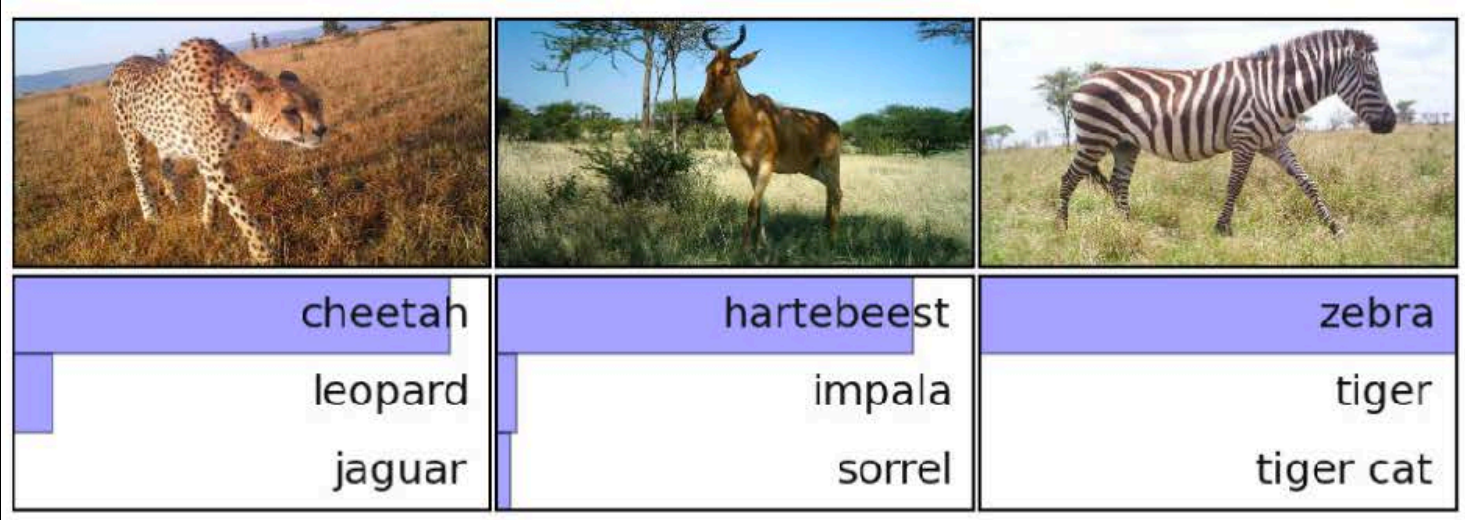 cheetah
leopard
jaguar
hartebeest
impala
sorrel
zebra
tiger
tiger cat